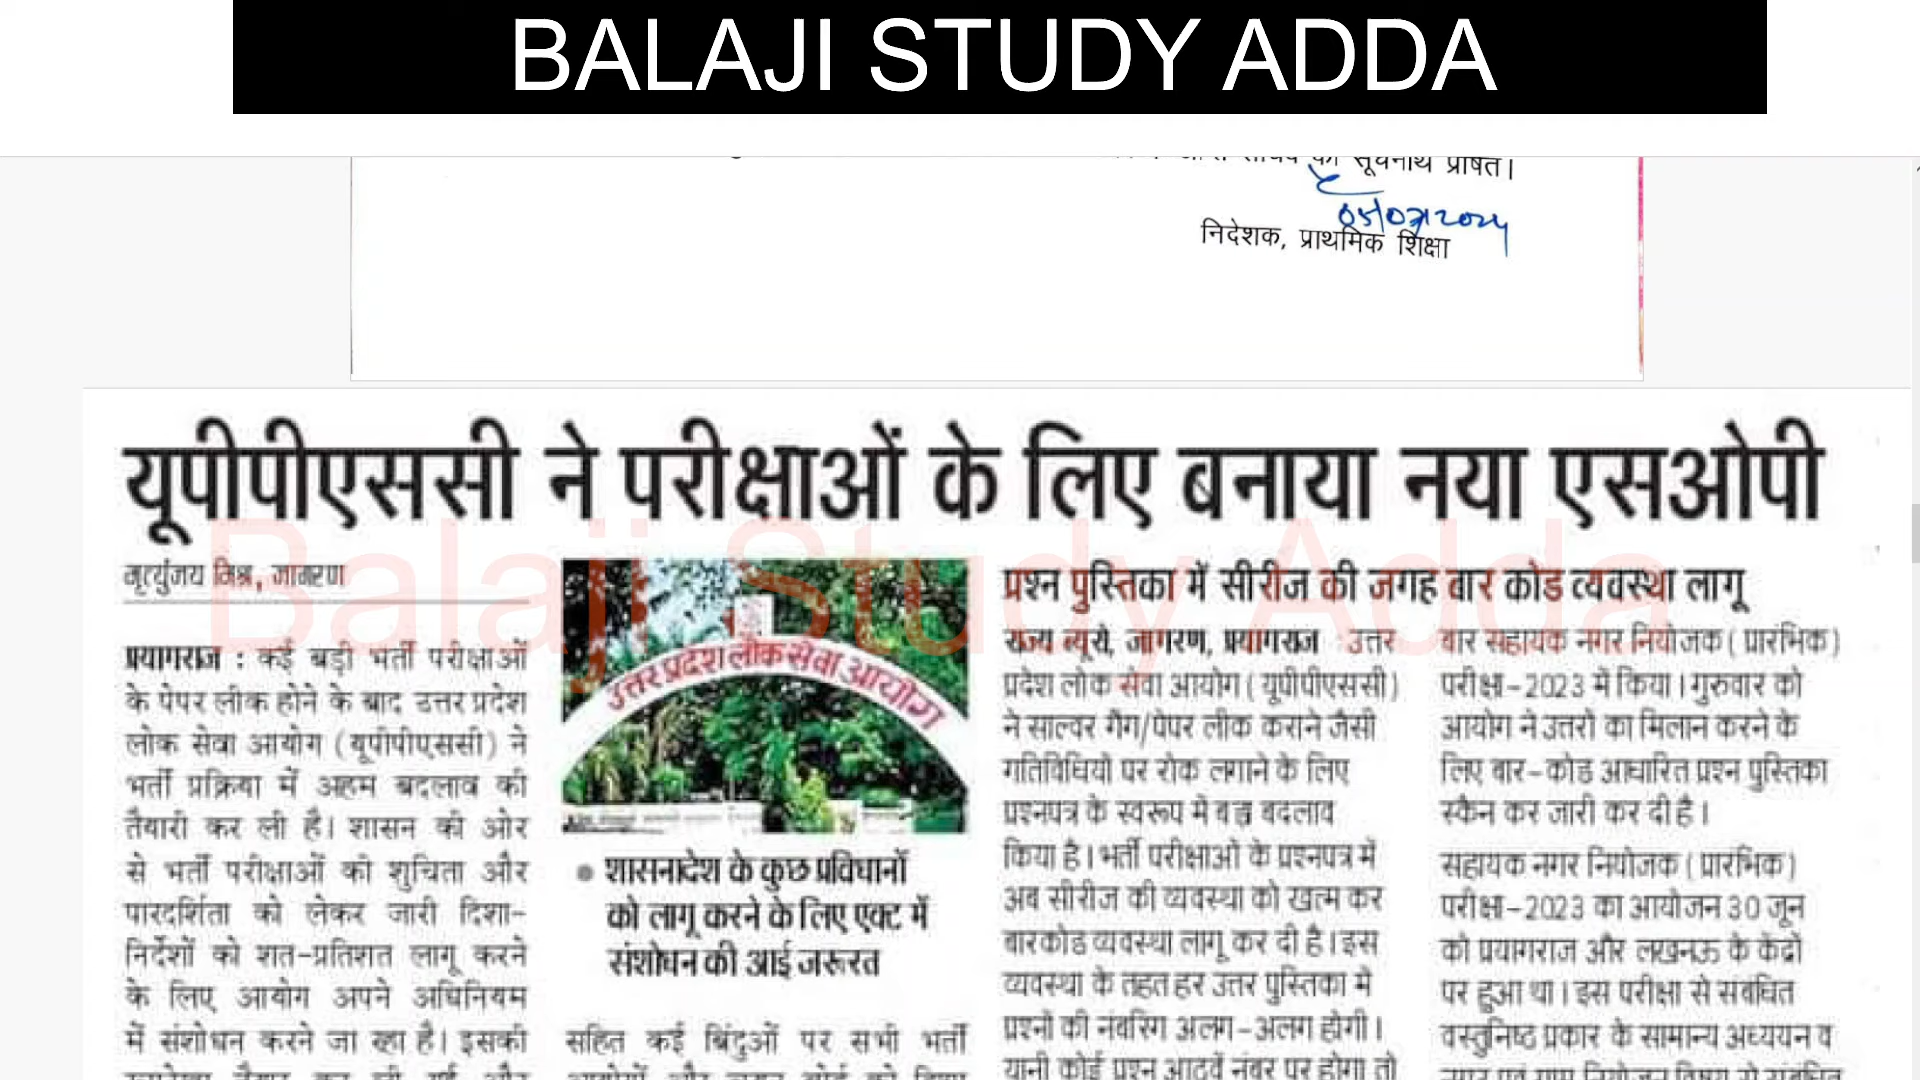 BALAJI STUDY ADDA
को सूचनार्थ प्रेषित।
निदेशक, प्राथमिक शिक्षा
यूपीपीएससी ने परीक्षाओं के लिए बनाया नया एसओपी
Balaji Study Adda
मृत्युंजय मिश्र, जागरण
प्रयागराज : कई बड़ी भर्ती परीक्षाओं
के पेपर लीक होने के बाद उत्तर प्रदेश
लोक सेवा आयोग (यूपीपीएससी) ने
भर्ती प्रक्रिया में अहम बदलाव की
तैयारी कर ली है। शासन की ओर
से भर्ती परीक्षाओं की शुचिता और
पारदर्शिता को लेकर जारी दिशा-
निर्देशों को शत-प्रतिशत लागू करने
के लिए आयोग अपने अधिनियम
में संशोधन करने जा रहा है। इसकी
उत्तर प्रदेश लोक सेवा आयोग
• शासनादेश के कुछ प्रविधानों
को लागू करने के लिए एक्ट में
संशोधन की आई जरूरत
सहित कई बिंदुओं पर सभी भर्ती
प्रश्न पुस्तिका में सीरीज की जगह बार कोड व्यवस्था लागू
राज्य ब्यूरो, जागरण, प्रयागराज : उत्तर
प्रदेश लोक सेवा आयोग (यूपीपीएससी)
ने साल्वर गैंग/पेपर लीक कराने जैसी
गतिविधियों पर रोक लगाने के लिए
प्रश्नपत्र के स्वरूप में बड़ा बदलाव
किया है। भर्ती परीक्षाओं के प्रश्नपत्र में
अब सीरीज की व्यवस्था को खत्म कर
बारकोड व्यवस्था लागू कर दी है। इस
व्यवस्था के तहत हर उत्तर पुस्तिका में
प्रश्नों की नंबरिंग अलग-अलग होगी।
यानी कोई प्रश्न आठवें नंबर पर होगा तो
बार सहायक नगर नियोजक (प्रारंभिक)
परीक्षा-2023 में किया। गुरुवार को
आयोग ने उत्तरों का मिलान करने के
लिए बार-कोड आधारित प्रश्न पुस्तिका
स्कैन कर जारी कर दी है।
सहायक नगर नियोजक (प्रारंभिक)
परीक्षा-2023 का आयोजन 30 जून
को प्रयागराज और लखनऊ के केंद्रों
पर हुआ था। इस परीक्षा से संबंधित
वस्तुनिष्ठ प्रकार के सामान्य अध्ययन व